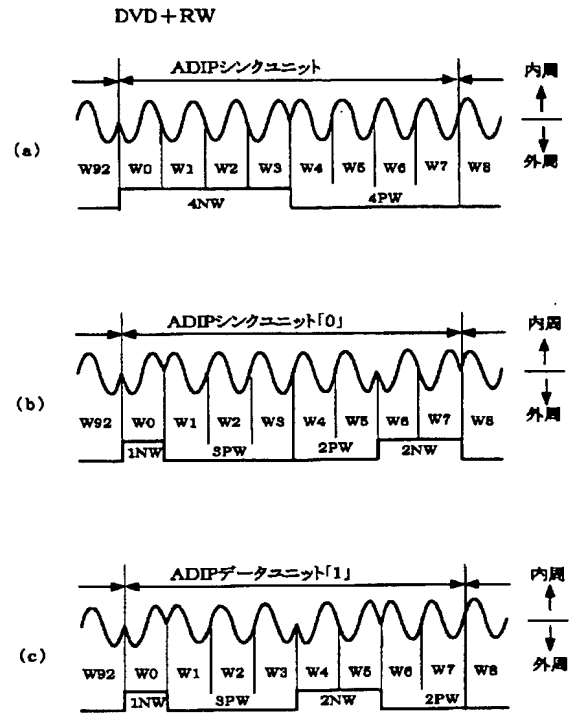 DVD+RW
ADIPシンクユニット
内周
(a)
外周
W92 W0 W1 W2 W3 W4 W5 W6 W7 W8
4NW 4PW
ADIPシンクユニット「0」
内周
(b)
外周
W92 W0 W1 W2 W3 W4 W5 W6 W7 W8
1NW 3PW 2PW 2NW
ADIPデータユニット「1」
内周
(c)
外周
W92 W0 W1 W2 W3 W4 W5 W6 W7 W8
1NW 3PW 2NW 2PW